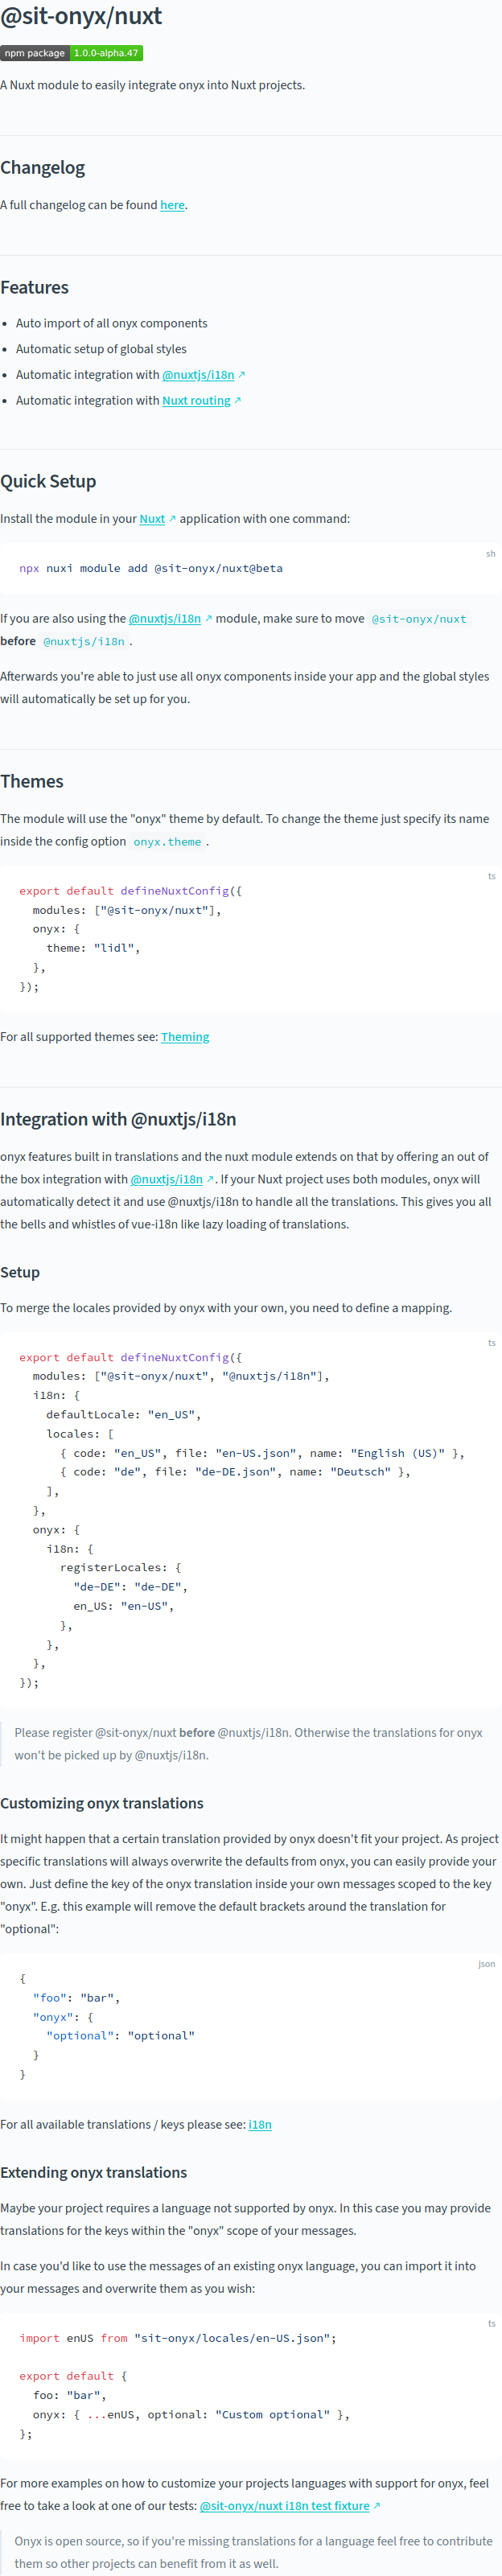 @sit-onyx/nuxt
npm package 1.0.0-alpha.47
A Nuxt module to easily integrate onyx into Nuxt projects.
Changelog
A full changelog can be found here.
Features
• Auto import of all onyx components
• Automatic setup of global styles
• Automatic integration with @nuxtjs/i18n ↗
• Automatic integration with Nuxt routing ↗
Quick Setup
Install the module in your Nuxt ↗ application with one command:
sh
npx nuxi module add @sit-onyx/nuxt@beta
If you are also using the @nuxtjs/i18n ↗ module, make sure to move @sit-onyx/nuxt
before @nuxtjs/i18n .
Afterwards you're able to just use all onyx components inside your app and the global styles
will automatically be set up for you.
Themes
The module will use the "onyx" theme by default. To change the theme just specify its name
inside the config option onyx.theme .
ts
export default defineNuxtConfig({
  modules: ["@sit-onyx/nuxt"],
  onyx: {
    theme: "lidl",
  },
});
For all supported themes see: Theming
Integration with @nuxtjs/i18n
onyx features built in translations and the nuxt module extends on that by offering an out of
the box integration with @nuxtjs/i18n ↗. If your Nuxt project uses both modules, onyx will
automatically detect it and use @nuxtjs/i18n to handle all the translations. This gives you all
the bells and whistles of vue-i18n like lazy loading of translations.
Setup
To merge the locales provided by onyx with your own, you need to define a mapping.
ts
export default defineNuxtConfig({
  modules: ["@sit-onyx/nuxt", "@nuxtjs/i18n"],
  i18n: {
    defaultLocale: "en_US",
    locales: [
      { code: "en_US", file: "en-US.json", name: "English (US)" },
      { code: "de", file: "de-DE.json", name: "Deutsch" },
    ],
  },
  onyx: {
    i18n: {
      registerLocales: {
        "de-DE": "de-DE",
        en_US: "en-US",
      },
    },
  },
});
Please register @sit-onyx/nuxt before @nuxtjs/i18n. Otherwise the translations for onyx
won't be picked up by @nuxtjs/i18n.
Customizing onyx translations
It might happen that a certain translation provided by onyx doesn't fit your project. As project
specific translations will always overwrite the defaults from onyx, you can easily provide your
own. Just define the key of the onyx translation inside your own messages scoped to the key
"onyx". E.g. this example will remove the default brackets around the translation for
"optional":
json
{
  "foo": "bar",
  "onyx": {
    "optional": "optional"
  }
}
For all available translations / keys please see: i18n
Extending onyx translations
Maybe your project requires a language not supported by onyx. In this case you may provide
translations for the keys within the "onyx" scope of your messages.
In case you'd like to use the messages of an existing onyx language, you can import it into
your messages and overwrite them as you wish:
ts
import enUS from "sit-onyx/locales/en-US.json";
export default {
  foo: "bar",
  onyx: { ...enUS, optional: "Custom optional" },
};
For more examples on how to customize your projects languages with support for onyx, feel
free to take a look at one of our tests: @sit-onyx/nuxt i18n test fixture ↗
Onyx is open source, so if you're missing translations for a language feel free to contribute
them so other projects can benefit from it as well.